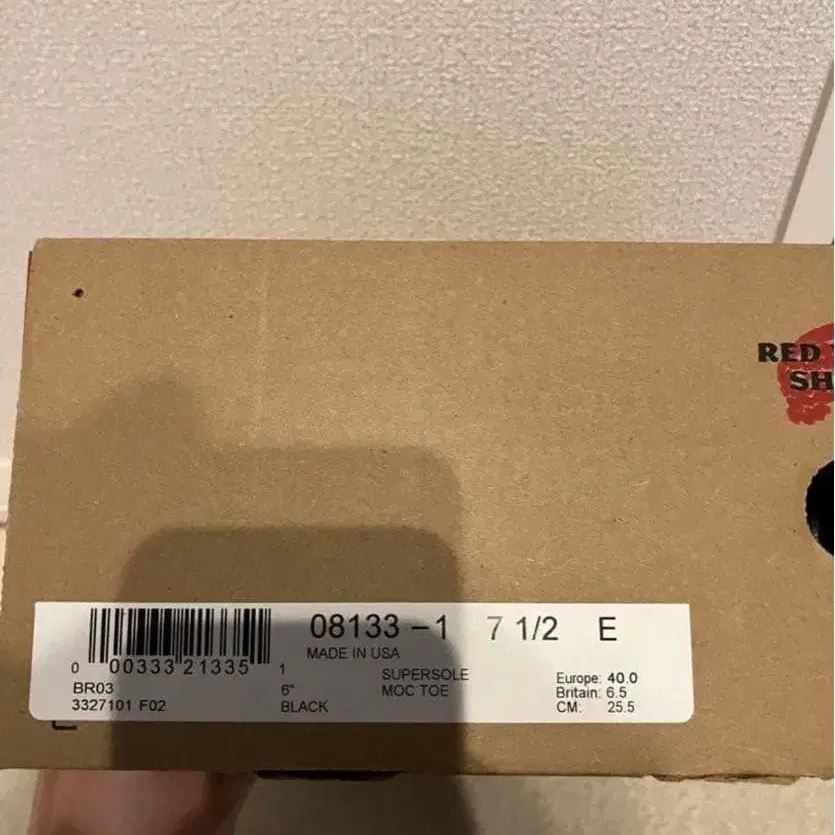 RED
SH
08133-1 7 1/2 E
MADE IN USA
0 00333 21335 1
SUPERSOLE
MOC TOE
BR03
3327101 F02
6"
BLACK
Europe: 40.0
Britain: 6.5
CM: 25.5